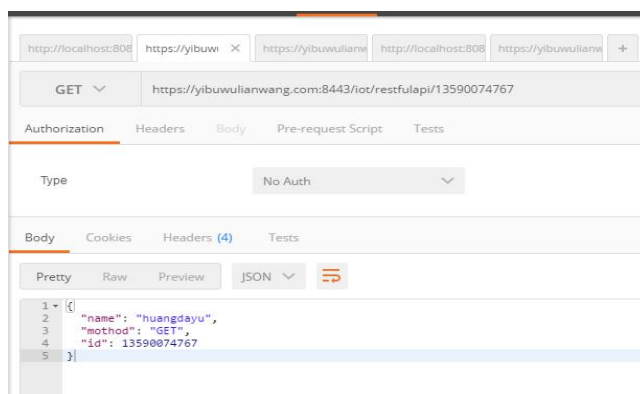 http://localhost:808 https://yibuwu × https://yibuwulianw http://localhost:808 https://yibuwulianw +
GET https://yibuwulianwang.com:8443/iot/restfulapi/13590074767
Authorization Headers Body Pre-request Script Tests
Type No Auth
Body Cookies Headers (4) Tests
Pretty Raw Preview JSON
1 {
2 "name": "huangdayu",
3 "mothod": "GET",
4 "id": 13590074767
5 }